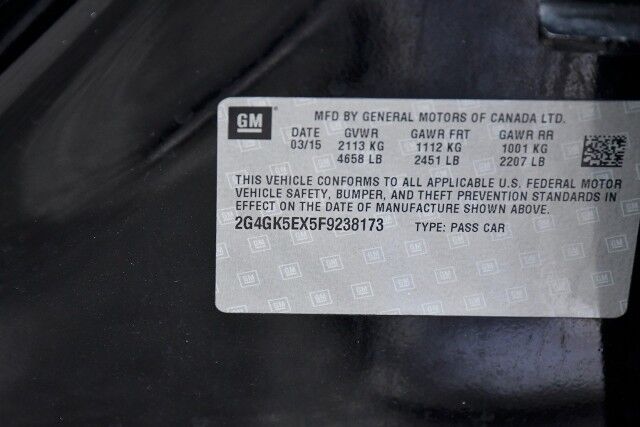 GM MFD BY GENERAL MOTORS OF CANADA LTD.
DATE GVWR GAWR FRT GAWR RR
03/15 2113 KG 1112 KG 1001 KG
4658 LB 2451 LB 2207 LB
THIS VEHICLE CONFORMS TO ALL APPLICABLE U.S. FEDERAL MOTOR
VEHICLE SAFETY, BUMPER, AND THEFT PREVENTION STANDARDS IN
EFFECT ON THE DATE OF MANUFACTURE SHOWN ABOVE.
2G4GK5EX5F9238173 TYPE: PASS CAR